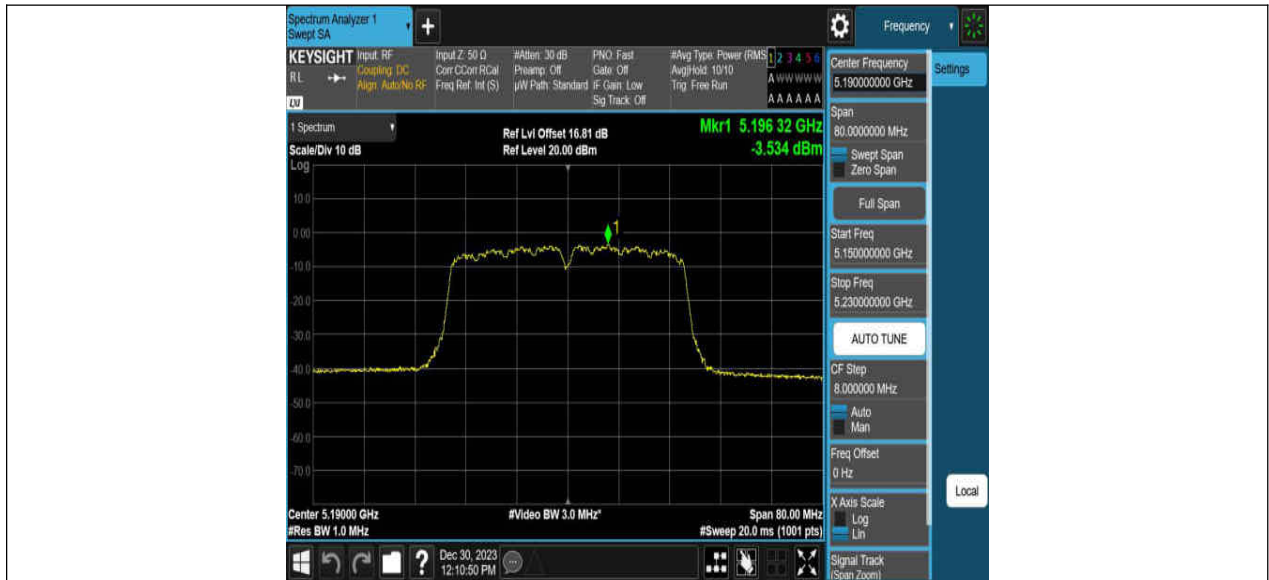 Spectrum Analyzer 1
Swept SA
+
Frequency
KEYSIGHT
RL
LXI
Input: RF
Coupling: DC
Align: Auto/No RF
Input Z: 50 Ω
Corr CCorr RCal
Freq Ref: Int (S)
#Atten: 30 dB
Preamp: Off
µW Path: Standard
PNO: Fast
Gate: Off
IF Gain: Low
Sig Track: Off
#Avg Type: Power (RMS
Avg|Hold: 10/10
Trig: Free Run
1 2 3 4 5 6
A W W W W W
A A A A A A
1 Spectrum
Scale/Div 10 dB
Log
Ref Lvl Offset 16.81 dB
Ref Level 20.00 dBm
Mkr1 5.196 32 GHz
-3.534 dBm
10.0
0.00
-10.0
-20.0
-30.0
-40.0
-50.0
-60.0
-70.0
1
Center 5.19000 GHz
#Res BW 1.0 MHz
#Video BW 3.0 MHz*
Span 80.00 MHz
#Sweep 20.0 ms (1001 pts)
?
Dec 30, 2023
12:10:50 PM
Center Frequency
5.190000000 GHz
Settings
Span
80.0000000 MHz
Swept Span
Zero Span
Full Span
Start Freq
5.150000000 GHz
Stop Freq
5.230000000 GHz
AUTO TUNE
CF Step
8.000000 MHz
Auto
Man
Freq Offset
0 Hz
X Axis Scale
Log
Lin
Local
Signal Track
(Span Zoom)